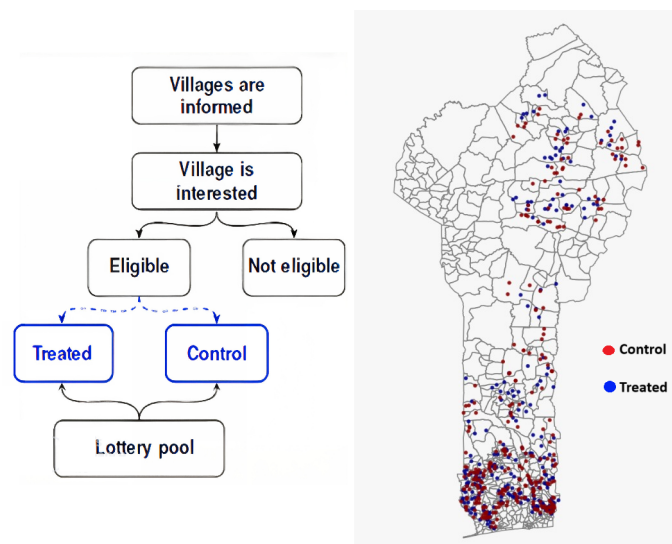 Villages are
informed
Village is
interested
Eligible
Not eligible
Treated
Control
Lottery pool
Control
Treated